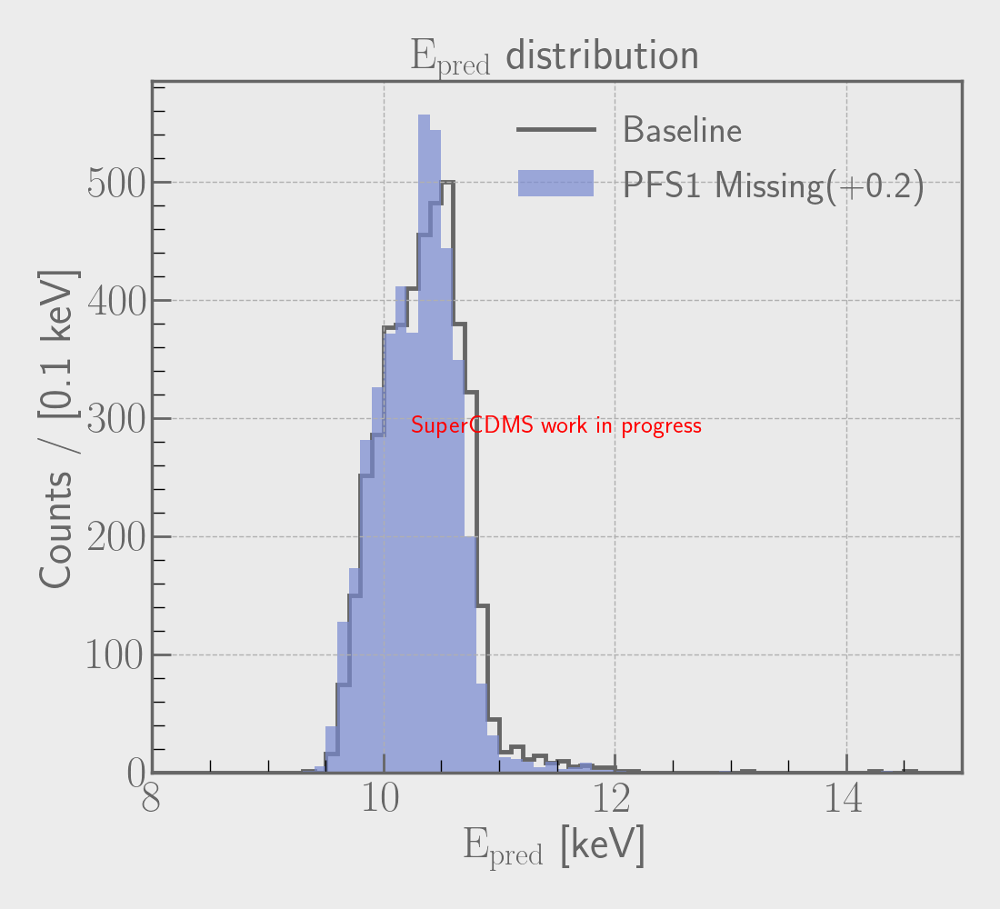 E_pred distribution
Baseline
PFS1 Missing(+0.2)
500
400
300
200
100
0
Counts / [0.1 keV]
SuperCDMS work in progress
8 10 12 14
E_pred [keV]